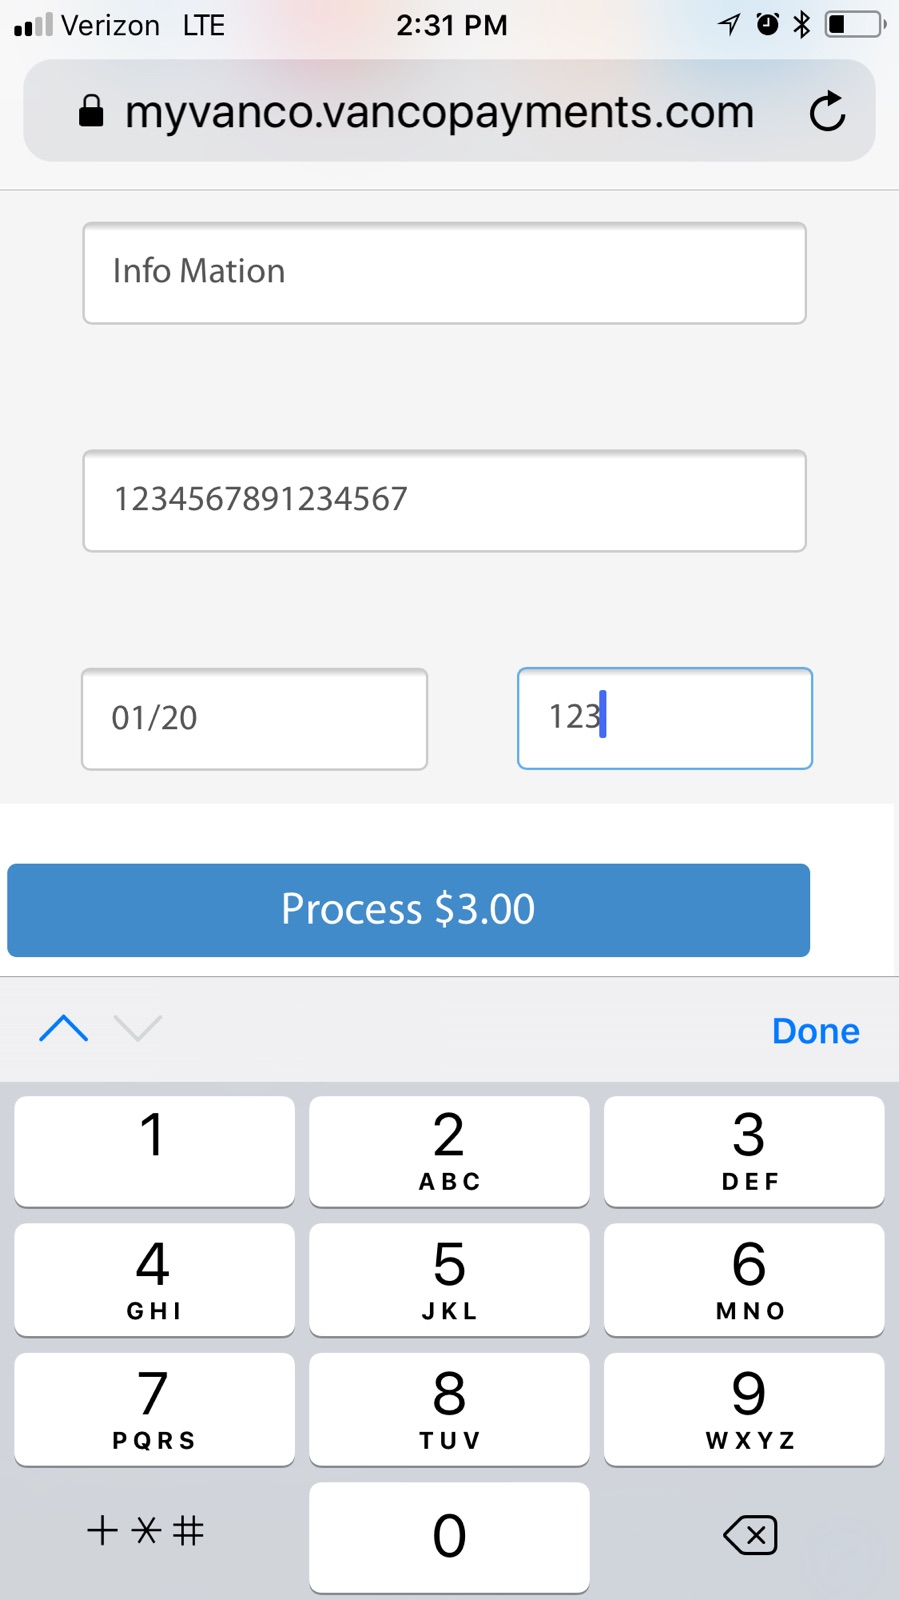 Verizon LTE 2:31 PM
myvanco.vancopayments.com
Info Mation
1234567891234567
01/20 123
Process $3.00
Done
1 2 3
ABC DEF
4 5 6
GHI JKL MNO
7 8 9
PQRS TUV WXYZ
+*# 0